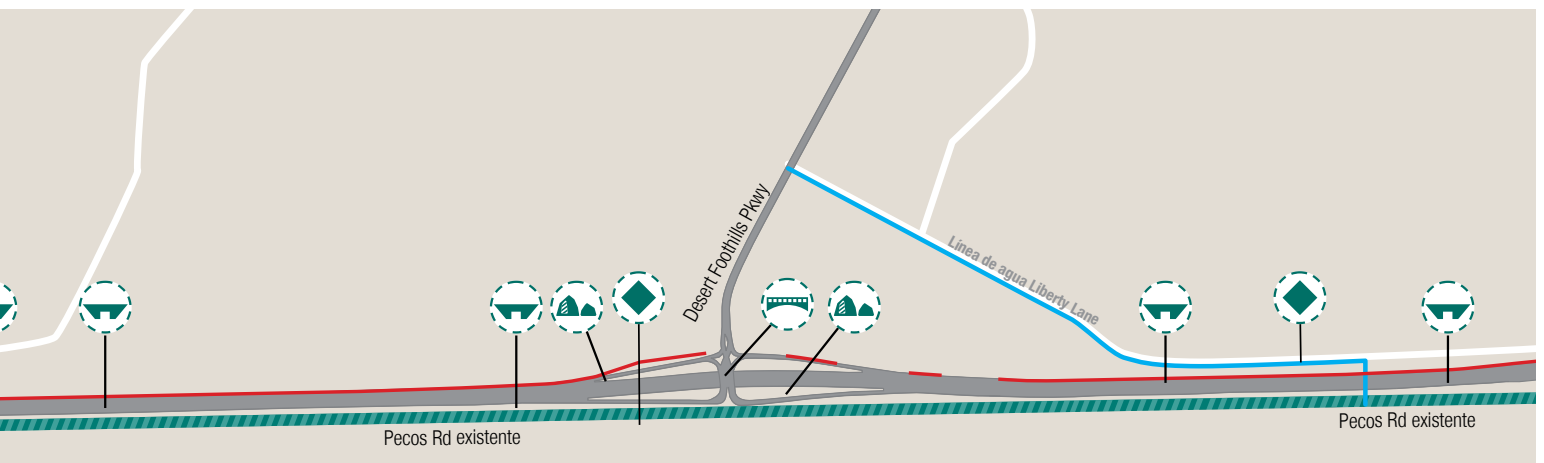 Desert Foothills Pkwy
Línea de agua Liberty Lane
Pecos Rd existente
Pecos Rd existente